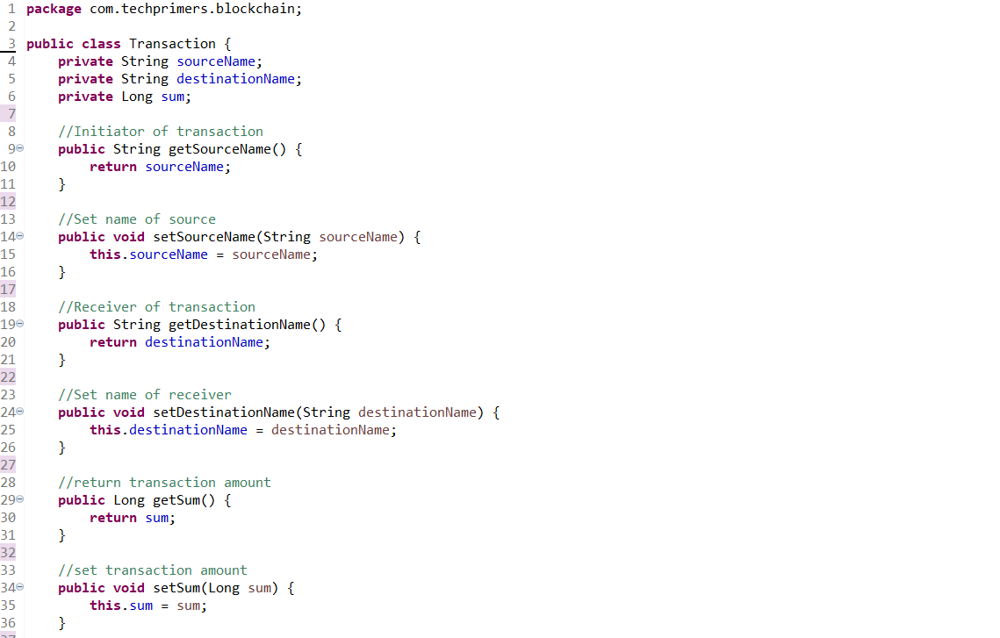 1 package com.techprimers.blockchain;
2
3 public class Transaction {
4     private String sourceName;
5     private String destinationName;
6     private Long sum;
7
8     //Initiator of transaction
9     public String getSourceName() {
10         return sourceName;
11     }
12
13     //Set name of source
14     public void setSourceName(String sourceName) {
15         this.sourceName = sourceName;
16     }
17
18     //Receiver of transaction
19     public String getDestinationName() {
20         return destinationName;
21     }
22
23     //Set name of receiver
24     public void setDestinationName(String destinationName) {
25         this.destinationName = destinationName;
26     }
27
28     //return transaction amount
29     public Long getSum() {
30         return sum;
31     }
32
33     //set transaction amount
34     public void setSum(Long sum) {
35         this.sum = sum;
36     }